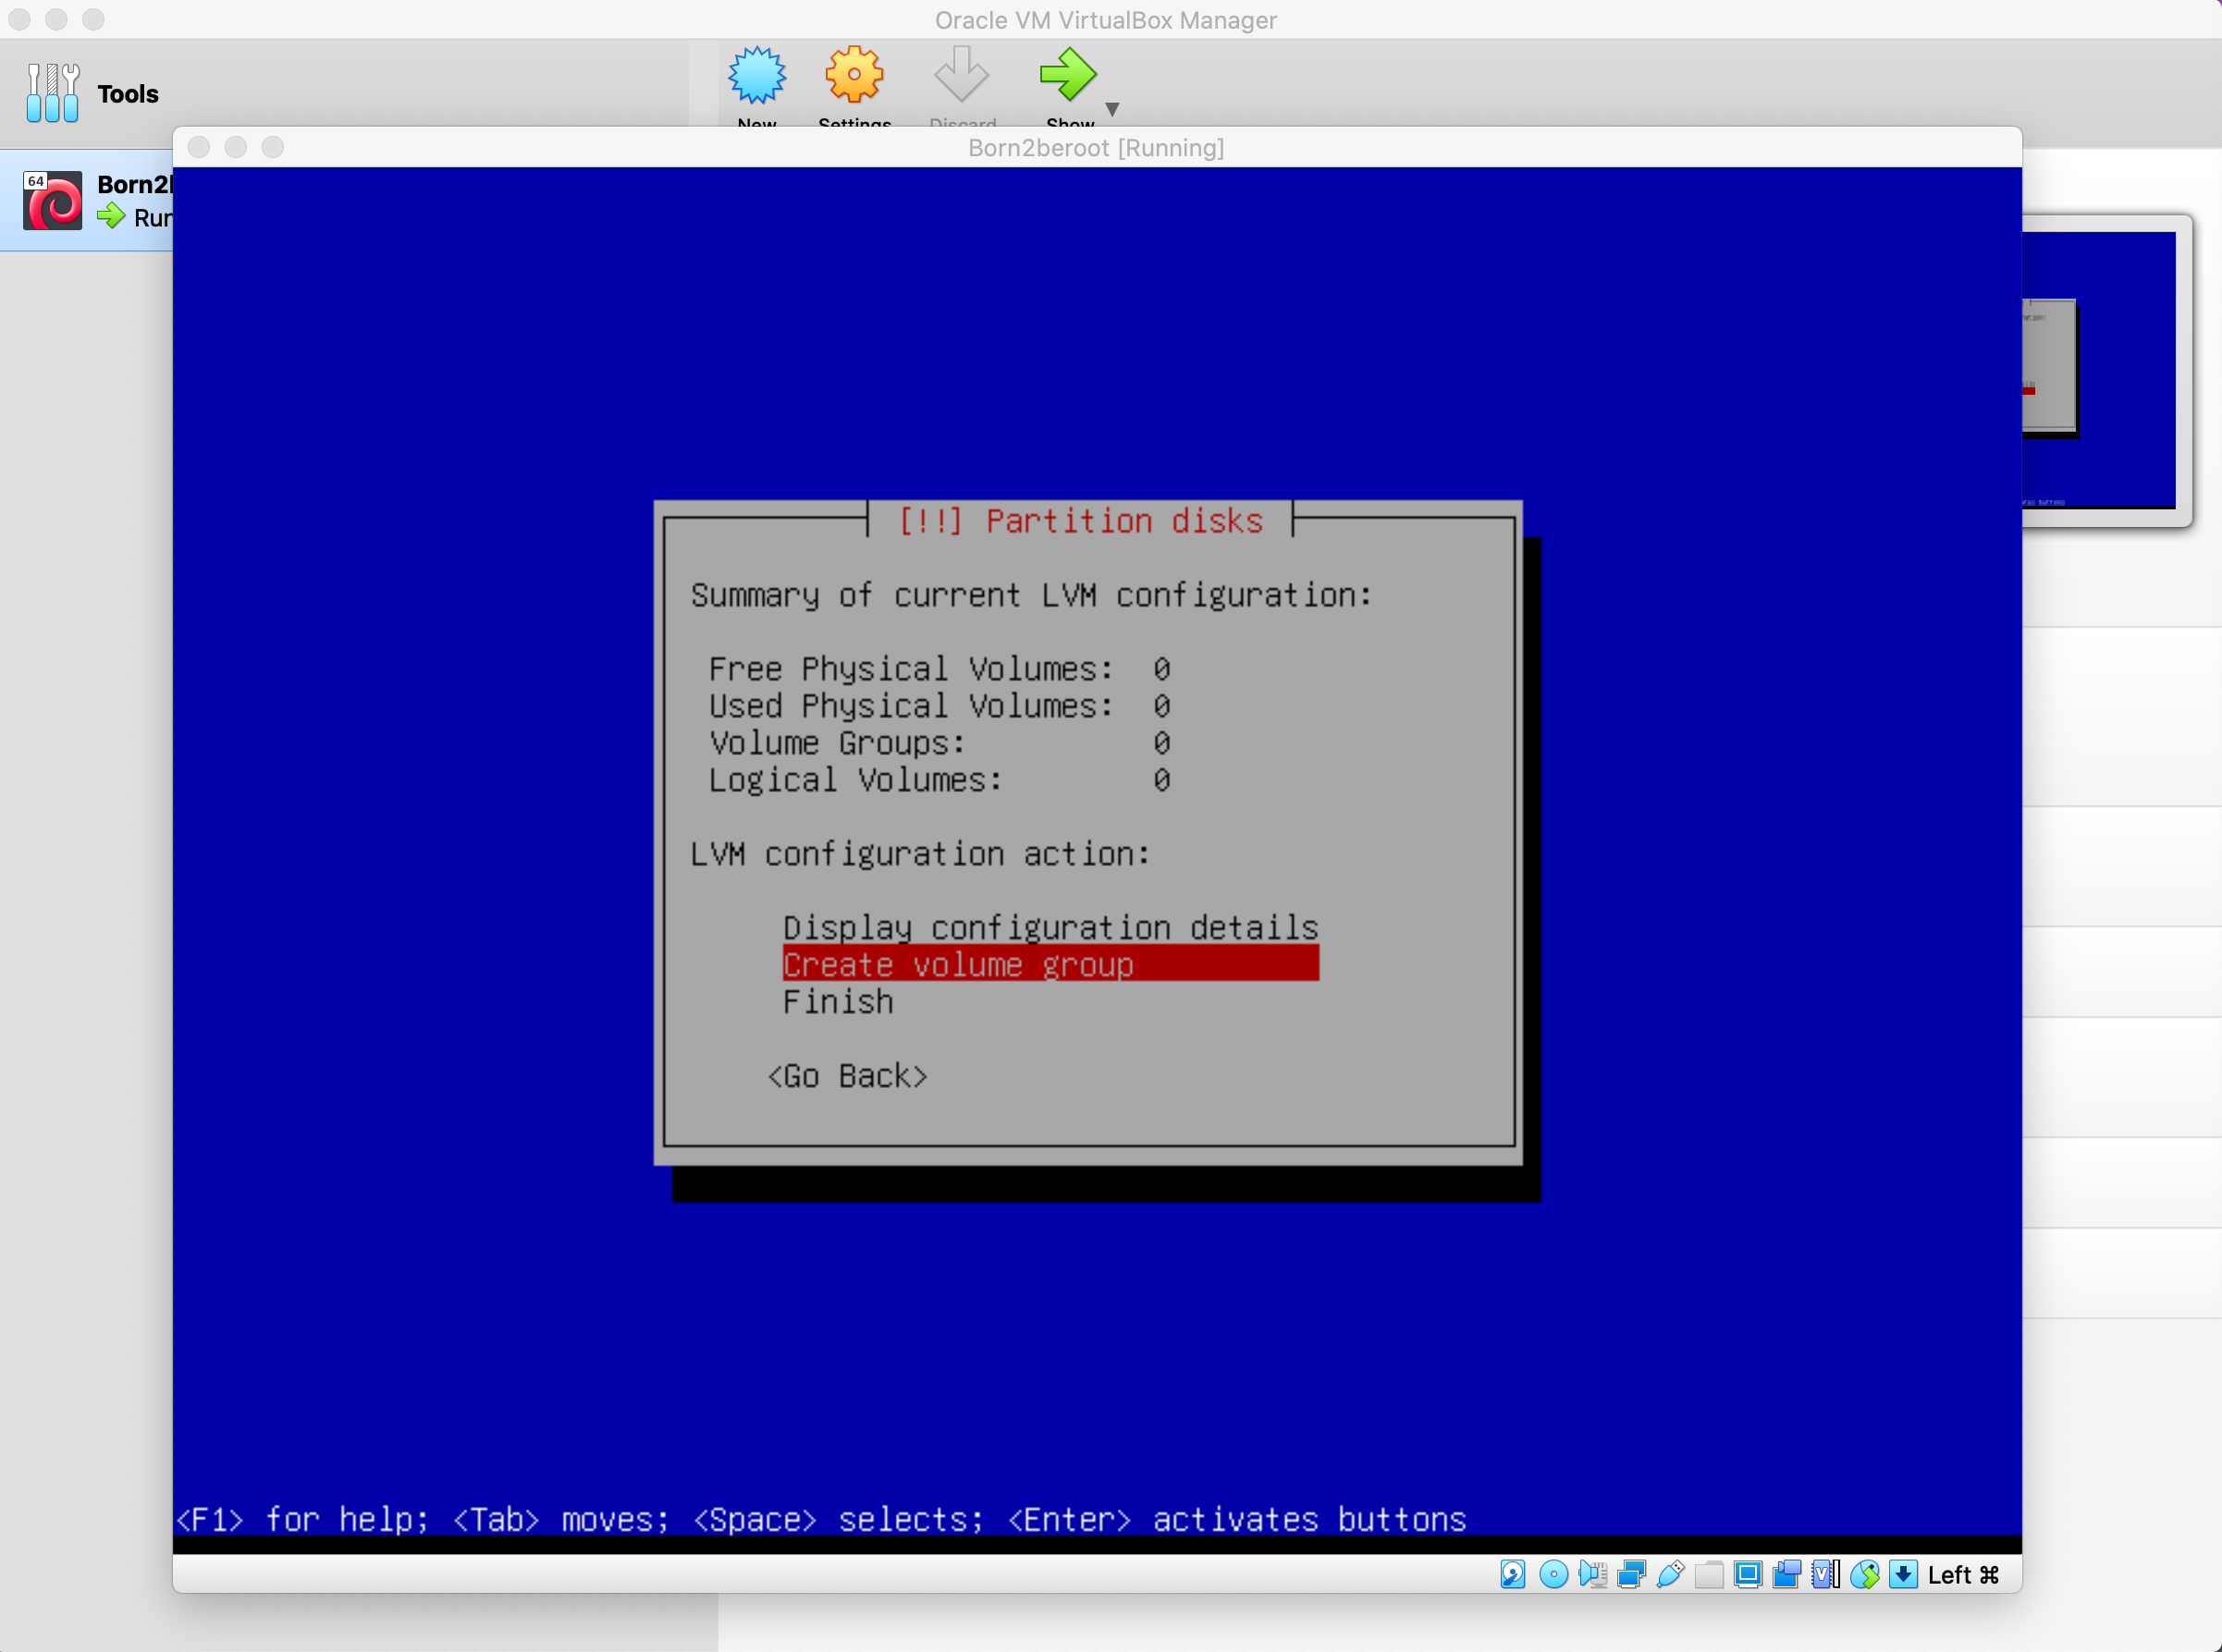 Oracle VM VirtualBox Manager
Tools
New
Settings
Discard
Show
Born2beroot [Running]
64
Born2
Run
[!!] Partition disks
Summary of current LVM configuration:
Free Physical Volumes: 0
Used Physical Volumes: 0
Volume Groups: 0
Logical Volumes: 0
LVM configuration action:
Display configuration details
Create volume group
Finish
<Go Back>
<F1> for help; <Tab> moves; <Space> selects; <Enter> activates buttons
Left ⌘